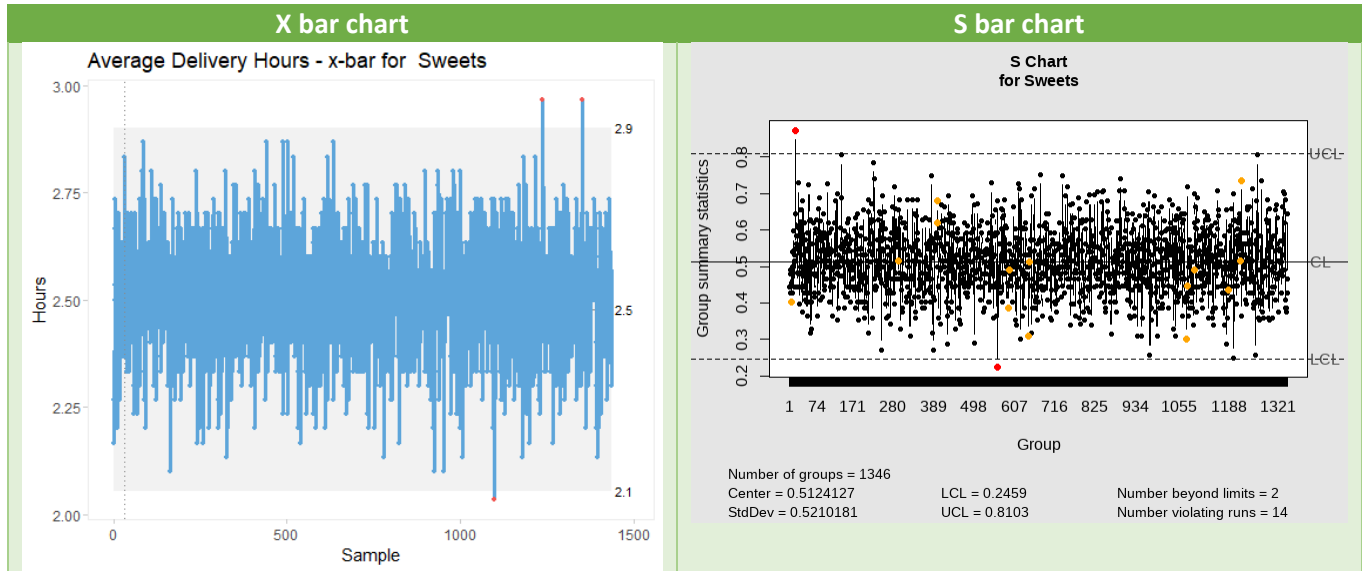 X bar chart
S bar chart
Average Delivery Hours - x-bar for  Sweets
3.00
2.75
2.50
2.25
2.00
Hours
2.9
2.5
2.1
0
500
1000
1500
Sample
S Chart
for Sweets
Group summary statistics
0.2 0.3 0.4 0.5 0.6 0.7 0.8
UCL
CL
LCL
1 74 171 280 389 498 607 716 825 934 1055 1188 1321
Group
Number of groups = 1346
Center = 0.5124127 LCL = 0.2459 Number beyond limits = 2
StdDev = 0.5210181 UCL = 0.8103 Number violating runs = 14